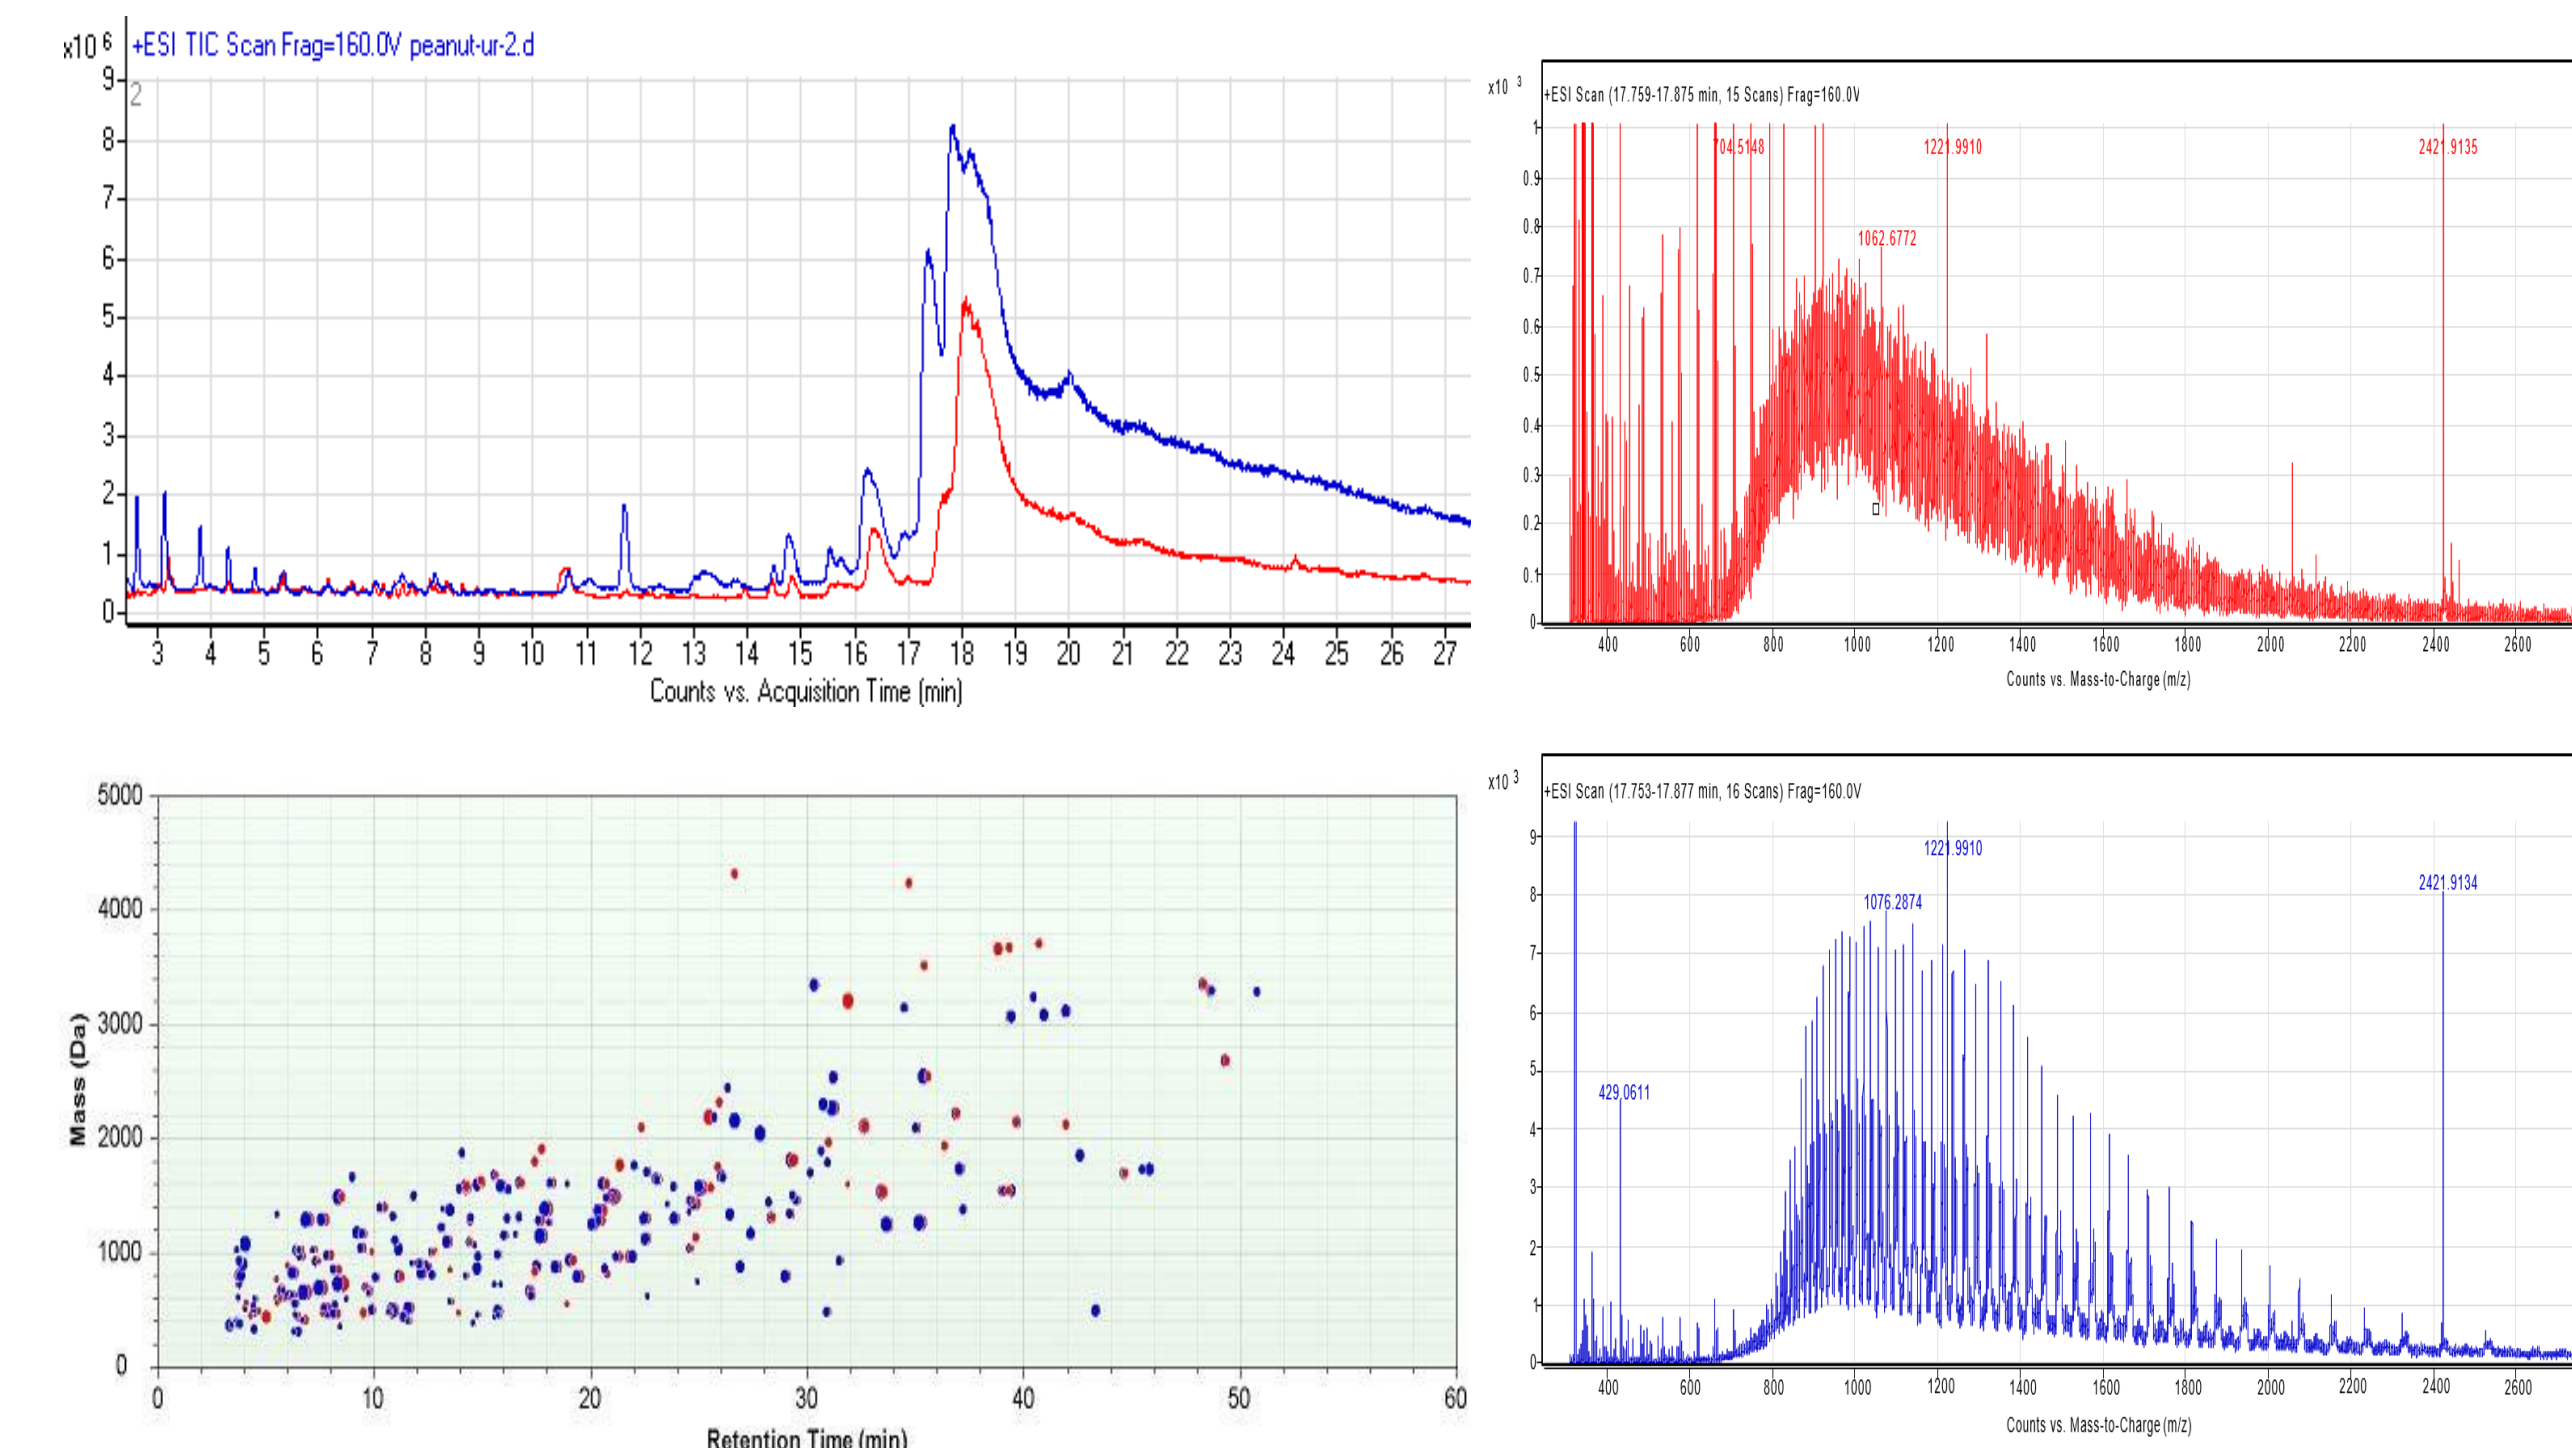 x10 6 +ESI TIC Scan Frag=160.0V peanut-ur-2.d
2
9
8
7
6
5
4
3
2
1
0
3 4 5 6 7 8 9 10 11 12 13 14 15 16 17 18 19 20 21 22 23 24 25 26 27
Counts vs. Acquisition Time (min)
x10 3
+ESI Scan (17.759-17.875 min, 15 Scans) Frag=160.0V
704.5148 1221.9910 2421.9135
1062.6772
1
0.9
0.8
0.7
0.6
0.5
0.4
0.3
0.2
0.1
0
400 600 800 1000 1200 1400 1600 1800 2000 2200 2400 2600
Counts vs. Mass-to-Charge (m/z)
5000
4000
3000
2000
1000
0
Mass (Da)
0 10 20 30 40 50 60
Retention Time (min)
x10 3
+ESI Scan (17.753-17.877 min, 16 Scans) Frag=160.0V
1221.9910
2421.9134
1076.2874
429.0611
9
8
7
6
5
4
3
2
1
0
400 600 800 1000 1200 1400 1600 1800 2000 2200 2400 2600
Counts vs. Mass-to-Charge (m/z)